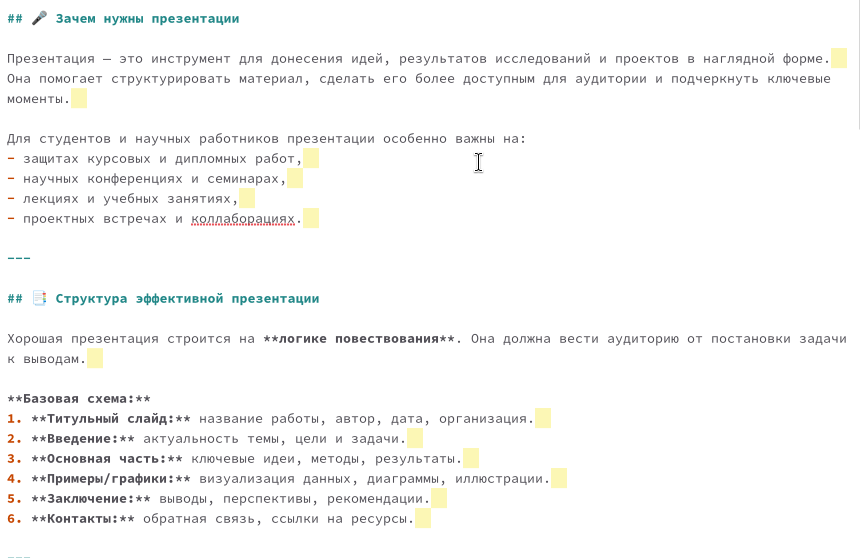 ## 🎤 Зачем нужны презентации
Презентация — это инструмент для донесения идей, результатов исследований и проектов в наглядной форме.
Она помогает структурировать материал, сделать его более доступным для аудитории и подчеркнуть ключевые
моменты.
Для студентов и научных работников презентации особенно важны на:
- защитах курсовых и дипломных работ,
- научных конференциях и семинарах,
- лекциях и учебных занятиях,
- проектных встречах и коллаборациях.
---
## 📑 Структура эффективной презентации
Хорошая презентация строится на **логике повествования**. Она должна вести аудиторию от постановки задачи
к выводам.
**Базовая схема:**
1. **Титульный слайд:** название работы, автор, дата, организация.
2. **Введение:** актуальность темы, цели и задачи.
3. **Основная часть:** ключевые идеи, методы, результаты.
4. **Примеры/графики:** визуализация данных, диаграммы, иллюстрации.
5. **Заключение:** выводы, перспективы, рекомендации.
6. **Контакты:** обратная связь, ссылки на ресурсы.
---